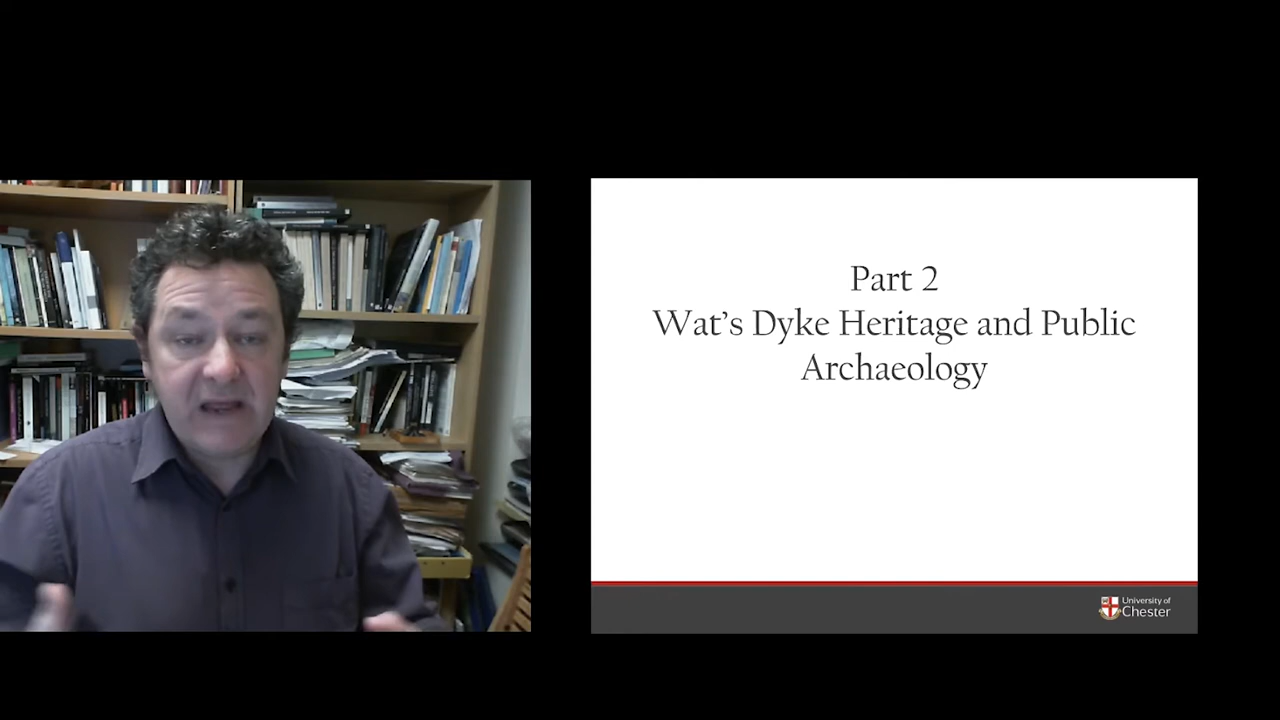 Part 2
Wat's Dyke Heritage and Public
Archaeology
University of
Chester